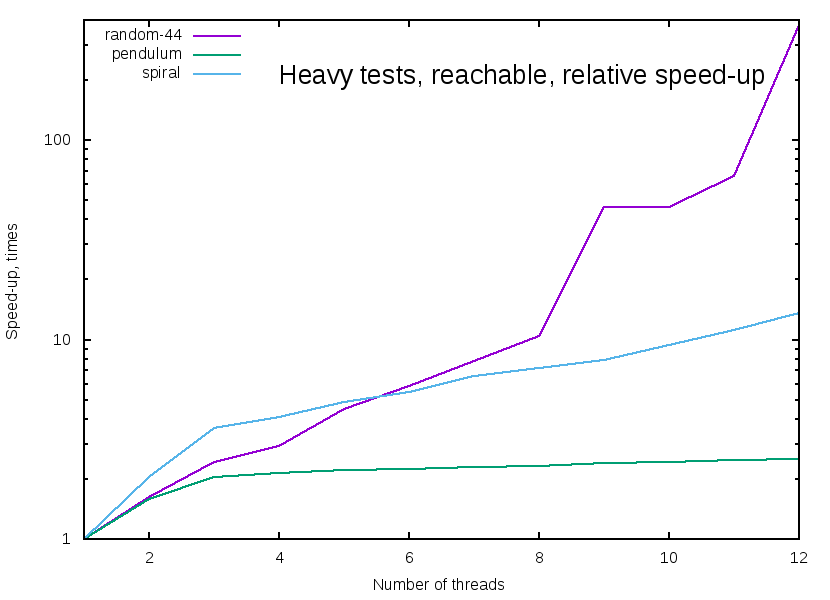 random-44
pendulum
spiral
Heavy tests, reachable, relative speed-up
100
10
1
Speed-up, times
2 4 6 8 10 12
Number of threads